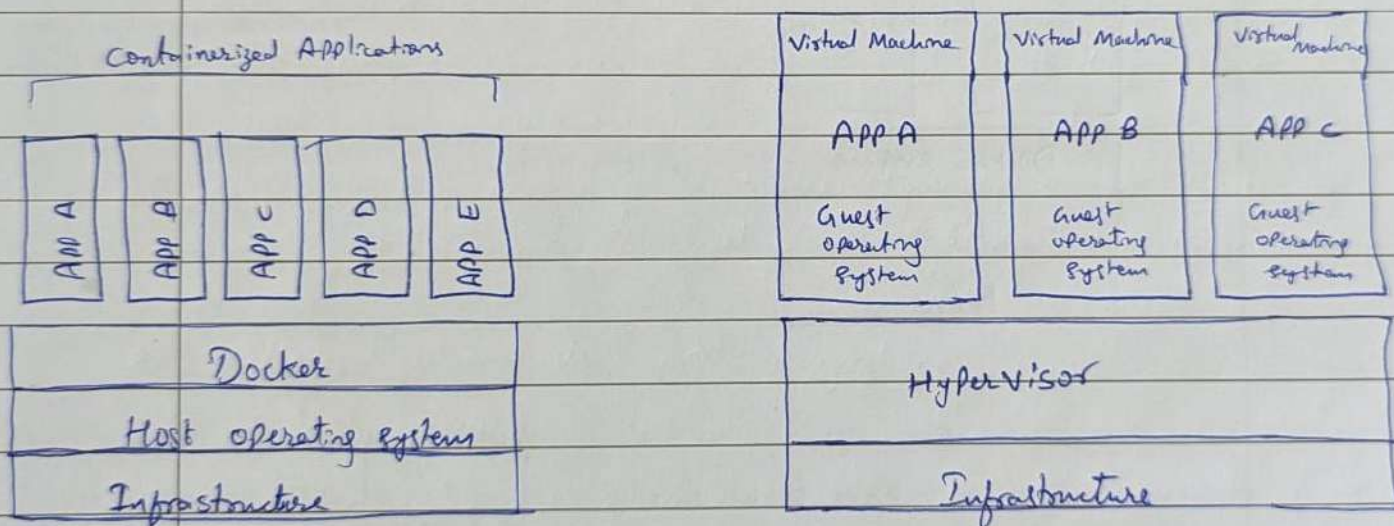 Containerized Applications
APP A
APP B
APP C
APP D
APP E
Docker
Host operating system
Infrastructure
Virtual Machine
APP A
Guest
operating
system
Virtual Machine
APP B
Guest
operating
system
Virtual Machine
APP C
Guest
operating
system
Hypervisor
Infrastructure